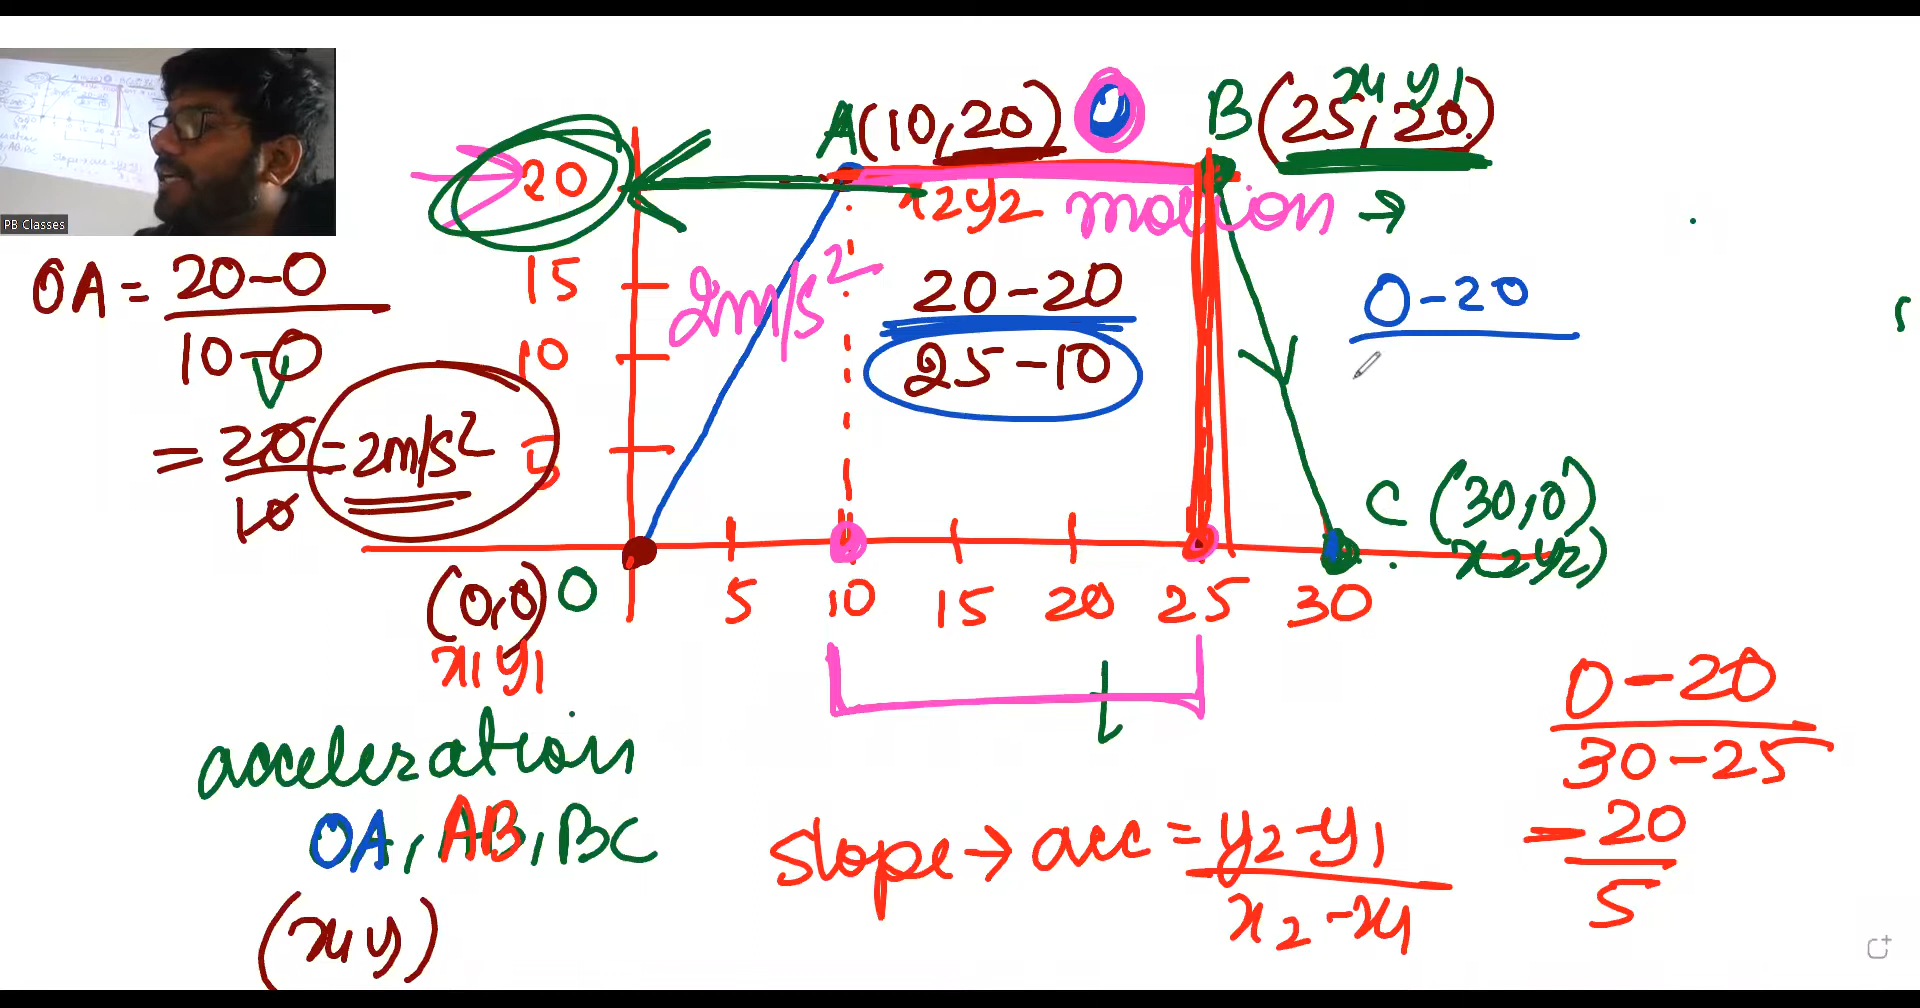 PB Classes
A(10,20) 0 B(25,20)
x1 y1
20
x2y2 motion →
OA = 20-0
10-0
= 20 = 2m/s2
10
15
10
5
2m/s2
20-20
25-10
0-20
C (30,0)
x2y2)
(0,0) 0
x1 y1
5 10 15 20 25 30
acceleration
OA, AB, BC
(x1 y)
slope → acc = y2-y1
x2-x1
0-20
30-25
-20
5